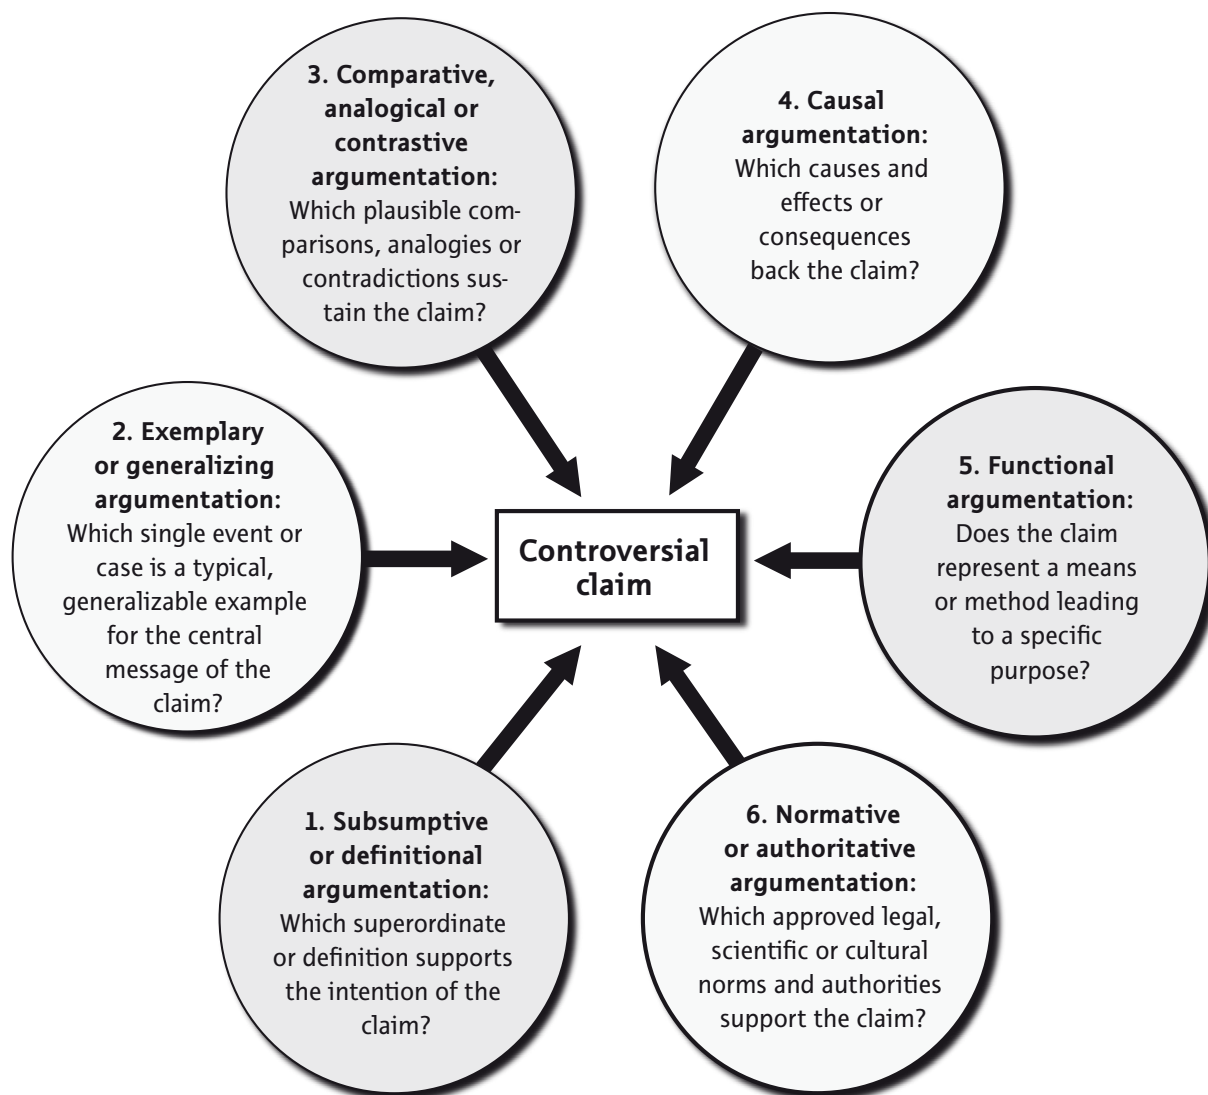 3. Comparative,
analogical or
contrastive
argumentation:
Which plausible com-
parisons, analogies or
contradictions sus-
tain the claim?
4. Causal
argumentation:
Which causes and
effects or
consequences
back the claim?
2. Exemplary
or generalizing
argumentation:
Which single event or
case is a typical,
generalizable example
for the central
message of the
claim?
Controversial
claim
5. Functional
argumentation:
Does the claim
represent a means
or method leading
to a specific
purpose?
1. Subsumptive
or definitional
argumentation:
Which superordinate
or definition supports
the intention of the
claim?
6. Normative
or authoritative
argumentation:
Which approved legal,
scientific or cultural
norms and authorities
support the claim?